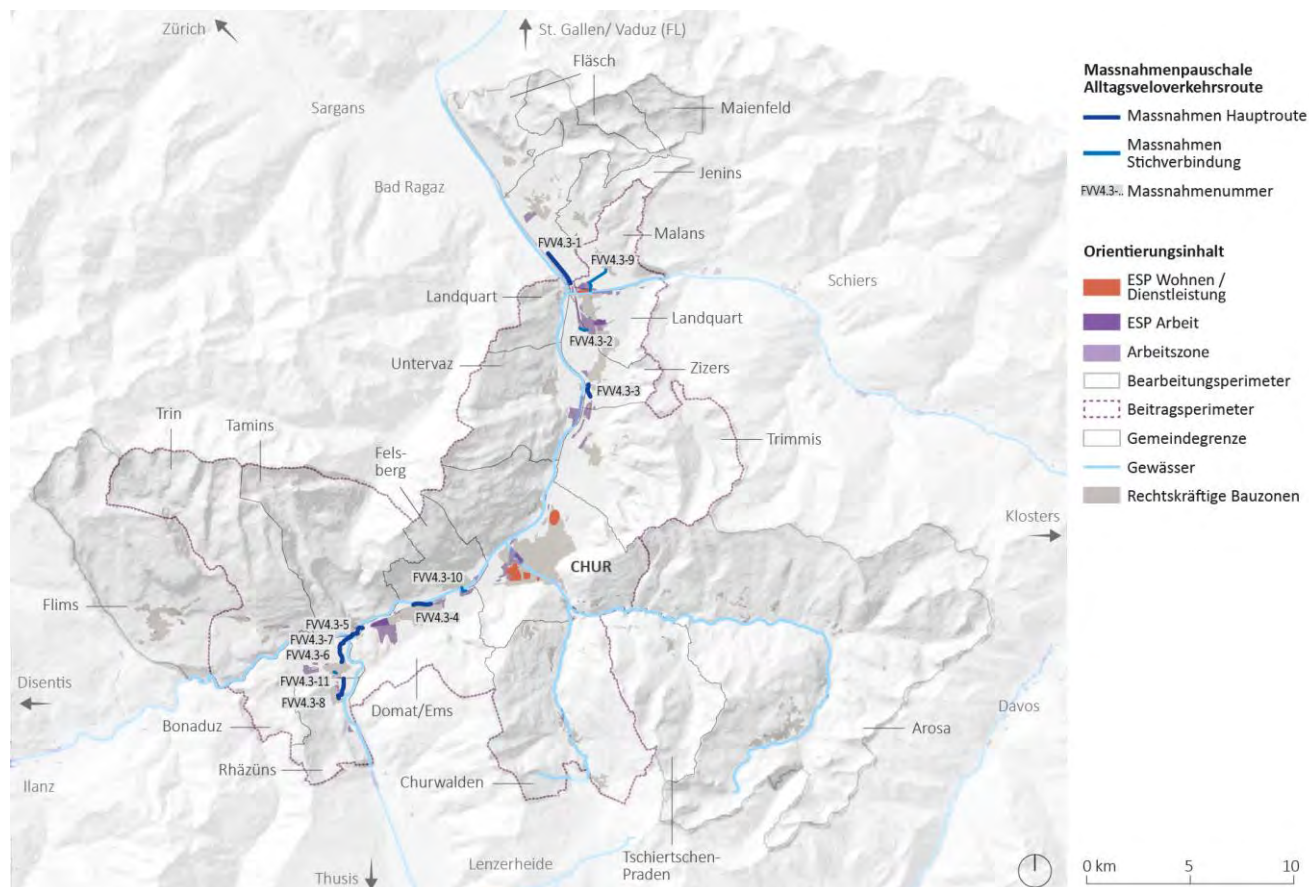 Zürich
St. Gallen/ Vaduz (FL)
Fläsch
Sargans
Maienfeld
Jenins
Bad Ragaz
Malans
FVV4.3-1
FVV4.3-9
Schiers
Landquart
Landquart
FVV4.3-2
Untervaz
Zizers
FVV4.3-3
Trin
Tamins
Trimmis
Fels-
berg
Klosters
CHUR
FVV4.3-10
Flims
FVV4.3-4
FVV4.3-5
FVV4.3-7
FVV4.3-6
Disentis
FVV4.3-11
FVV4.3-8
Domat/Ems
Davos
Bonaduz
Arosa
Rhäzüns
Churwalden
Ilanz
Lenzerheide
Tschiertschen-
Praden
Thusis
Massnahmenpauschale
Alltagsveloverkehrsroute
Massnahmen Hauptroute
Massnahmen
Stichverbindung
FVV4.3-.. Massnahmenummer
Orientierungsinhalt
ESP Wohnen /
Dienstleistung
ESP Arbeit
Arbeitszone
Bearbeitungsperimeter
Beitragsperimeter
Gemeindegrenze
Gewässer
Rechtskräftige Bauzonen
0 km 5 10